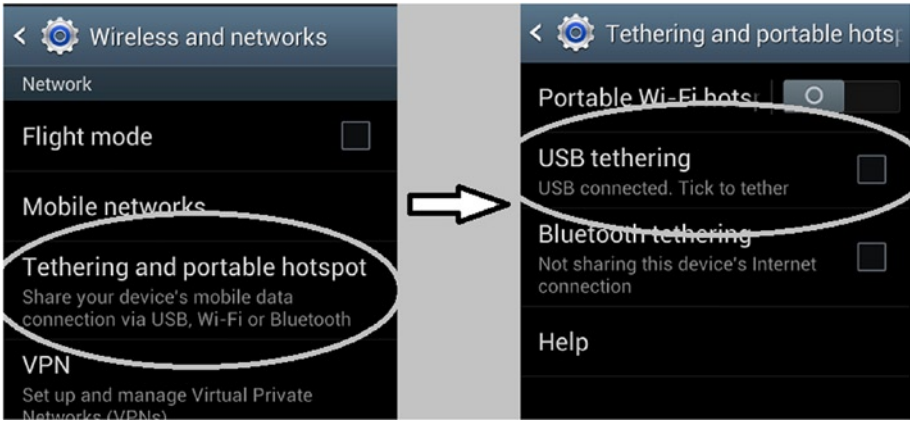 Wireless and networks
Network
Flight mode
Mobile networks
Tethering and portable hotspot
Share your device's mobile data
connection via USB, Wi-Fi or Bluetooth
VPN
Set up and manage Virtual Private
Networks (VPNs)
Tethering and portable hotsp
Portable Wi-Fi hotsp
USB tethering
USB connected. Tick to tether
Bluetooth tethering
Not sharing this device's Internet
connection
Help